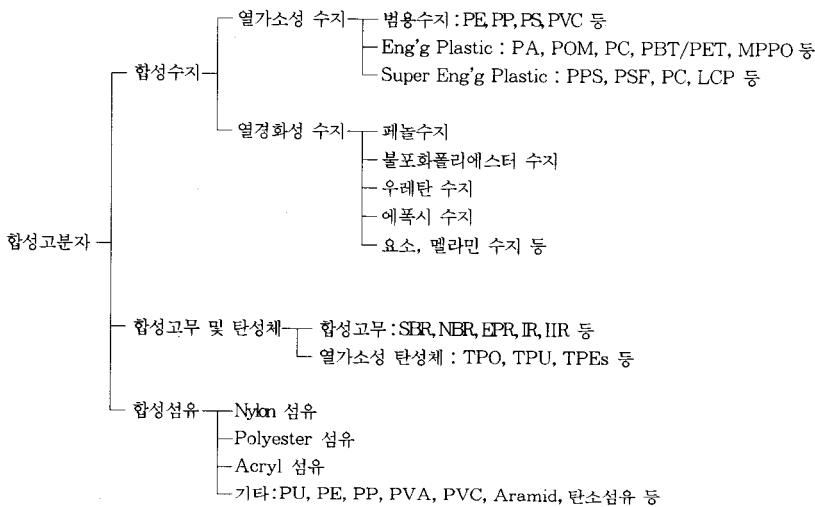 열가소성 수지
범용수지 : PE, PP, PS, PVC 등
Eng'g Plastic : PA, POM, PC, PBT/PET, MPPO 등
합성수지
Super Eng'g Plastic : PPS, PSF, PC, LCP 등
열경화성 수지
페놀수지
불포화폴리에스터 수지
우레탄 수지
에폭시 수지
합성고분자
요소, 멜라민 수지 등
합성고무 및 탄성체
합성고무 : SBR, NBR, EPR, IR, IIR 등
열가소성 탄성체 : TPO, TPU, TPEs 등
합성섬유
Nylon 섬유
Polyester 섬유
Acryl 섬유
기타 : PU, PE, PP, PVA, PVC, Aramid, 탄소섬유 등